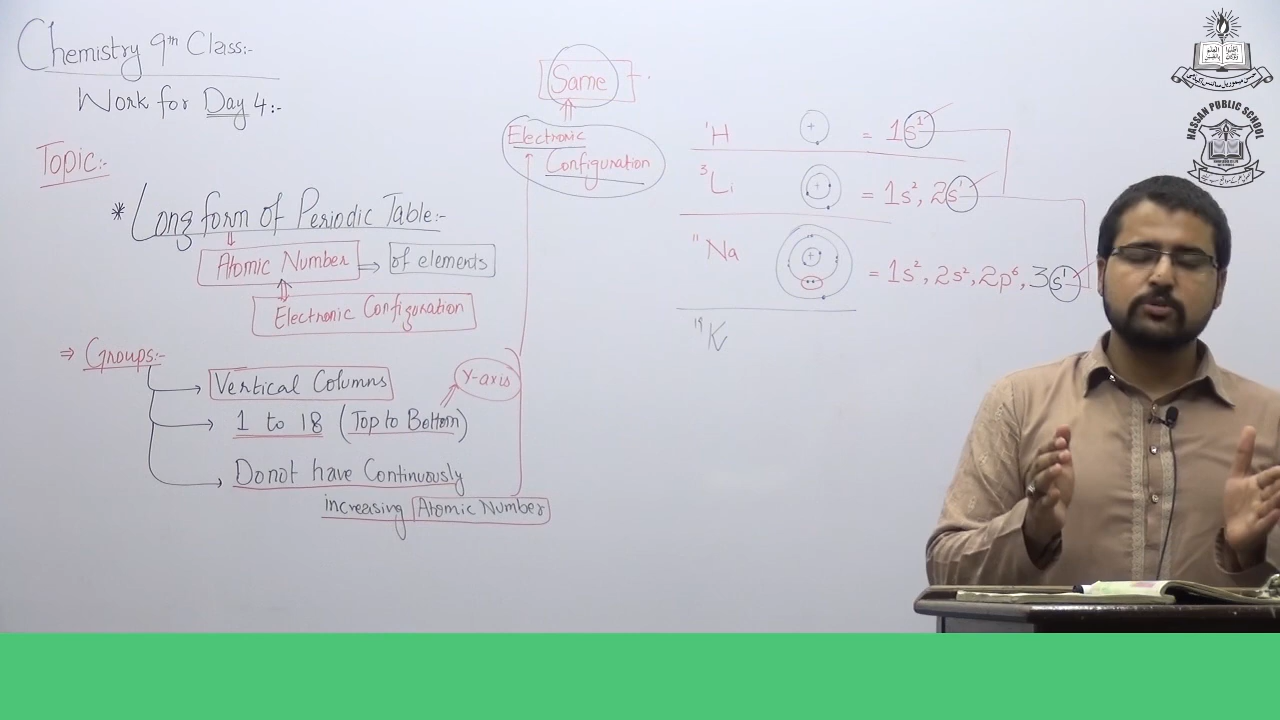 Chemistry 9th Class:-
Work for Day 4:-
Topic:-
* Long form of Periodic Table:-
Atomic Number ⇒ of elements
Electronic Configuration
⇒ Groups:-
Vertical Columns
1 to 18 (Top to Bottom)
Y-axis
Do not have Continuously
increasing Atomic Number
Same
Electronic
Configuration
¹H = 1s¹
³Li = 1s², 2s¹
¹¹Na = 1s², 2s², 2p⁶, 3s¹
¹⁹K
HASSAN PUBLIC SCHOOL